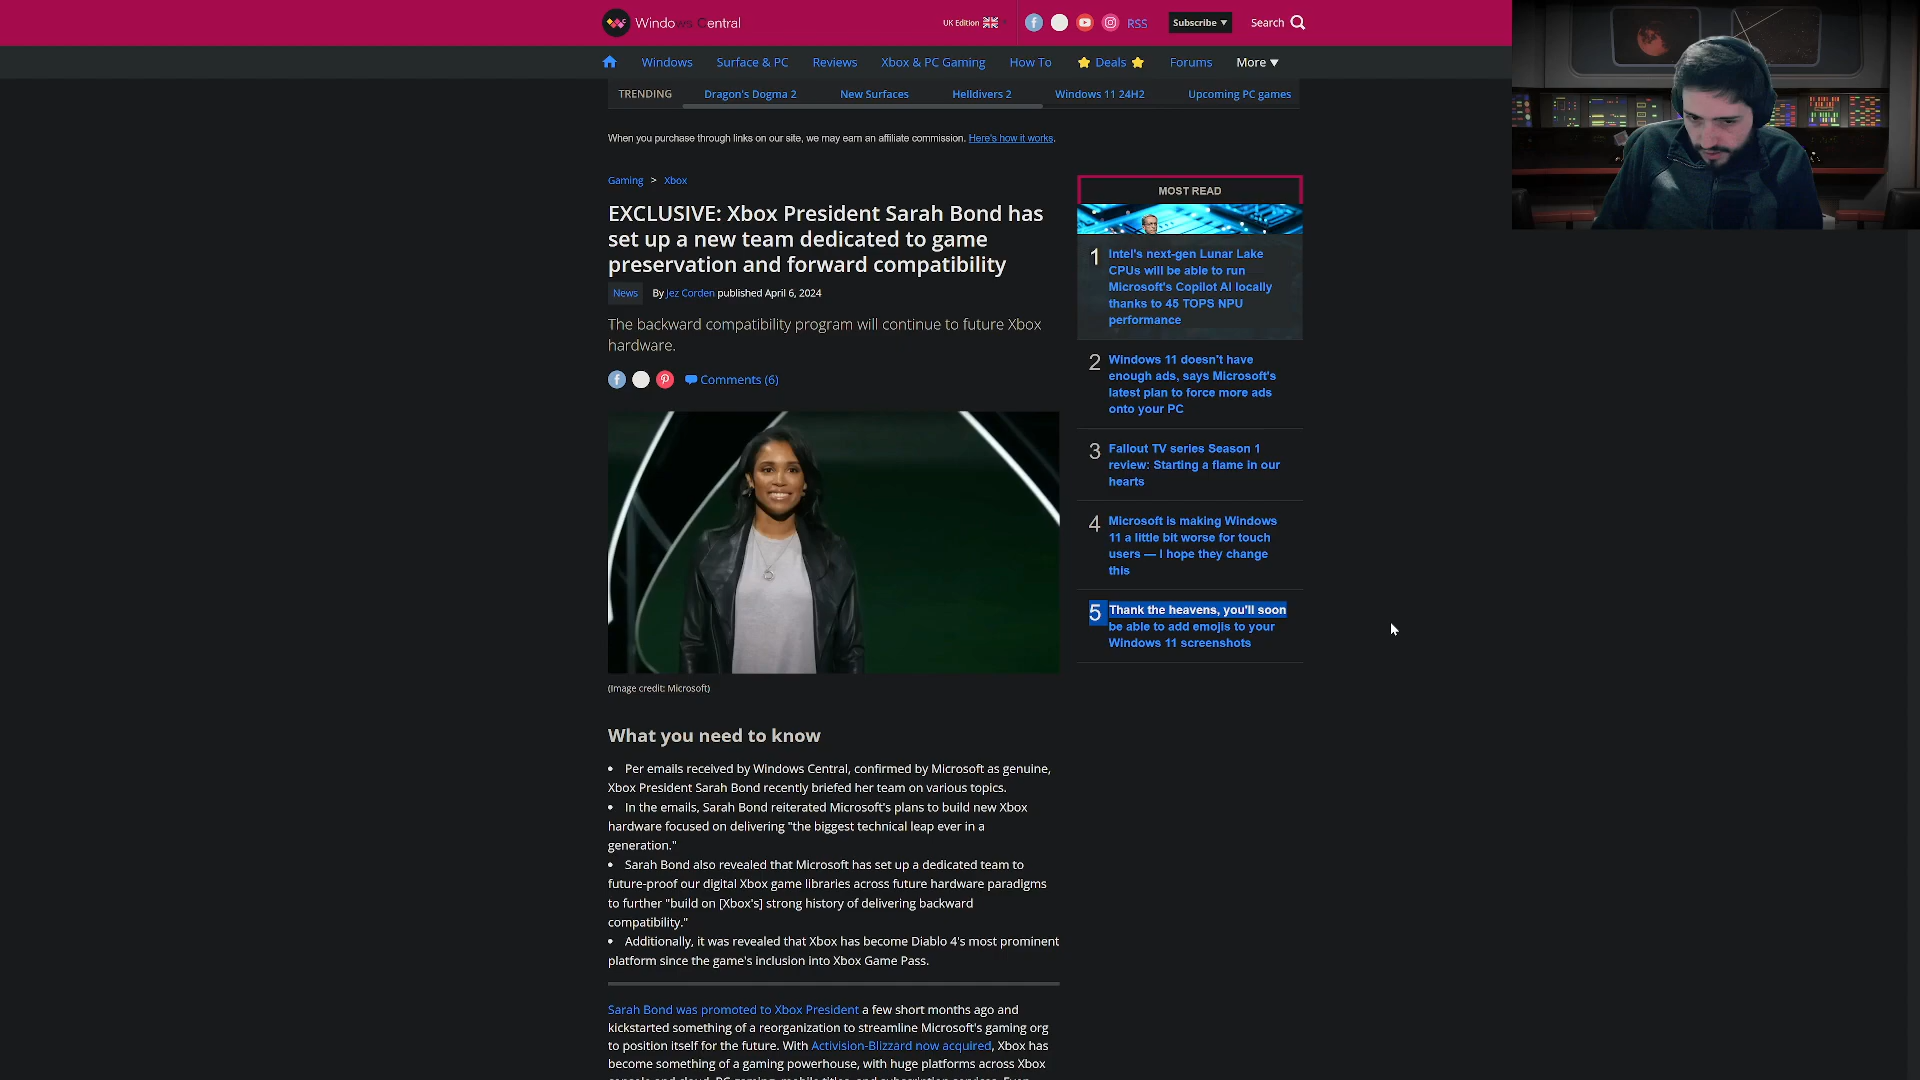 Windows Central
UK Edition
RSS
Subscribe ▼
Search
Windows
Surface & PC
Reviews
Xbox & PC Gaming
How To
⭐ Deals ⭐
Forums
More ▼
TRENDING
Dragon's Dogma 2
New Surfaces
Helldivers 2
Windows 11 24H2
Upcoming PC games
When you purchase through links on our site, we may earn an affiliate commission. Here's how it works.
Gaming > Xbox
EXCLUSIVE: Xbox President Sarah Bond has
set up a new team dedicated to game
preservation and forward compatibility
News By Jez Corden published April 6, 2024
The backward compatibility program will continue to future Xbox
hardware.
Comments (6)
(Image credit: Microsoft)
What you need to know
• Per emails received by Windows Central, confirmed by Microsoft as genuine,
Xbox President Sarah Bond recently briefed her team on various topics.
• In the emails, Sarah Bond reiterated Microsoft's plans to build new Xbox
hardware focused on delivering "the biggest technical leap ever in a
generation."
• Sarah Bond also revealed that Microsoft has set up a dedicated team to
future-proof our digital Xbox game libraries across future hardware paradigms
to further "build on [Xbox's] strong history of delivering backward
compatibility."
• Additionally, it was revealed that Xbox has become Diablo 4's most prominent
platform since the game's inclusion into Xbox Game Pass.
Sarah Bond was promoted to Xbox President a few short months ago and
kickstarted something of a reorganization to streamline Microsoft's gaming org
to position itself for the future. With Activision-Blizzard now acquired, Xbox has
become something of a gaming powerhouse, with huge platforms across Xbox
MOST READ
1 Intel's next-gen Lunar Lake
CPUs will be able to run
Microsoft's Copilot AI locally
thanks to 45 TOPS NPU
performance
2 Windows 11 doesn't have
enough ads, says Microsoft's
latest plan to force more ads
onto your PC
3 Fallout TV series Season 1
review: Starting a flame in our
hearts
4 Microsoft is making Windows
11 a little bit worse for touch
users — I hope they change
this
5 Thank the heavens, you'll soon
be able to add emojis to your
Windows 11 screenshots